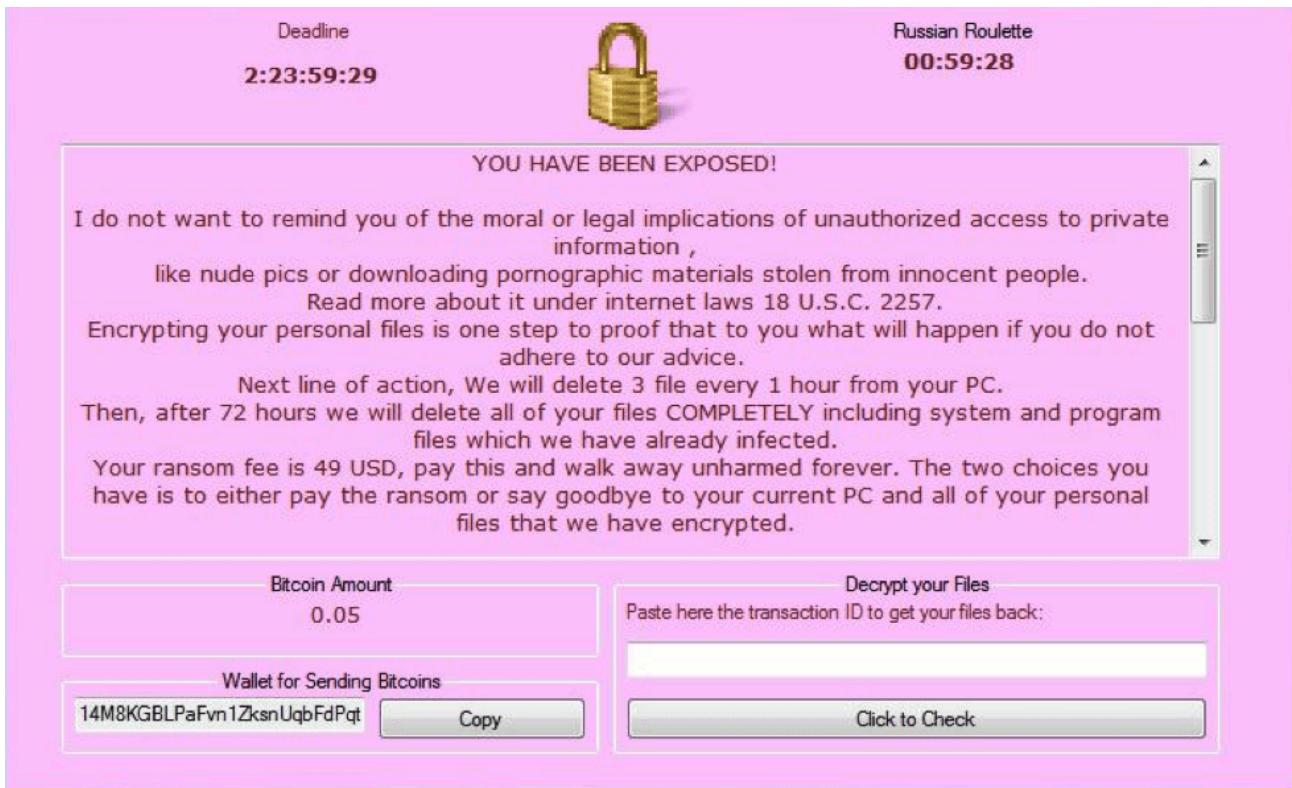 Deadline
2:23:59:29
Russian Roulette
00:59:28
YOU HAVE BEEN EXPOSED!
I do not want to remind you of the moral or legal implications of unauthorized access to private
information ,
like nude pics or downloading pornographic materials stolen from innocent people.
Read more about it under internet laws 18 U.S.C. 2257.
Encrypting your personal files is one step to proof that to you what will happen if you do not
adhere to our advice.
Next line of action, We will delete 3 file every 1 hour from your PC.
Then, after 72 hours we will delete all of your files COMPLETELY including system and program
files which we have already infected.
Your ransom fee is 49 USD, pay this and walk away unharmed forever. The two choices you
have is to either pay the ransom or say goodbye to your current PC and all of your personal
files that we have encrypted.
Bitcoin Amount
0.05
Wallet for Sending Bitcoins
14M8KGBLPaFvn1ZksnUqbFdPqt
Copy
Decrypt your Files
Paste here the transaction ID to get your files back:
Click to Check